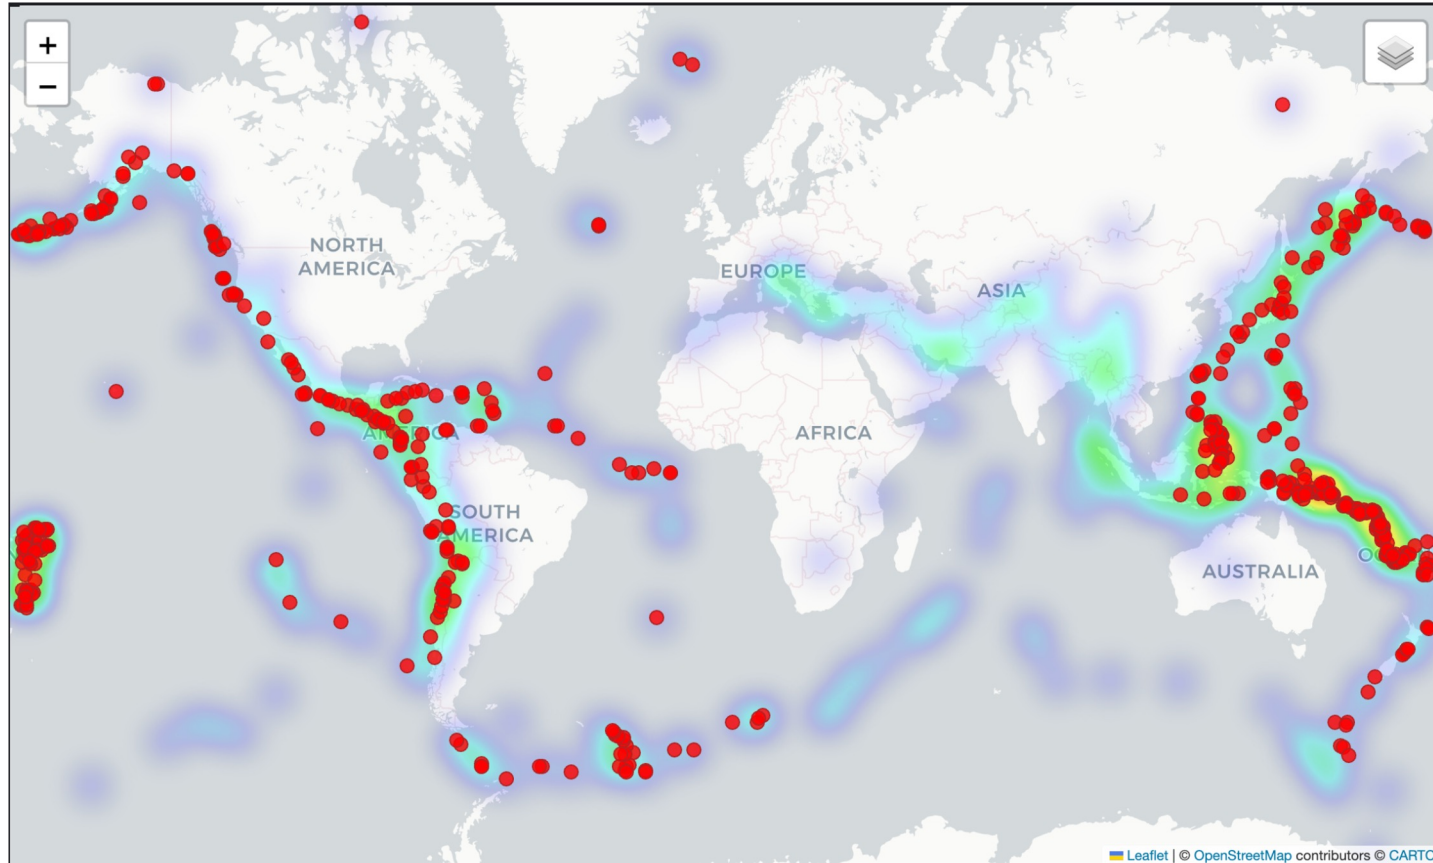 +
−
NORTH
AMERICA
EUROPE
ASIA
AFRICA
SOUTH
AMERICA
AUSTRALIA
Leaflet | © OpenStreetMap contributors © CARTO